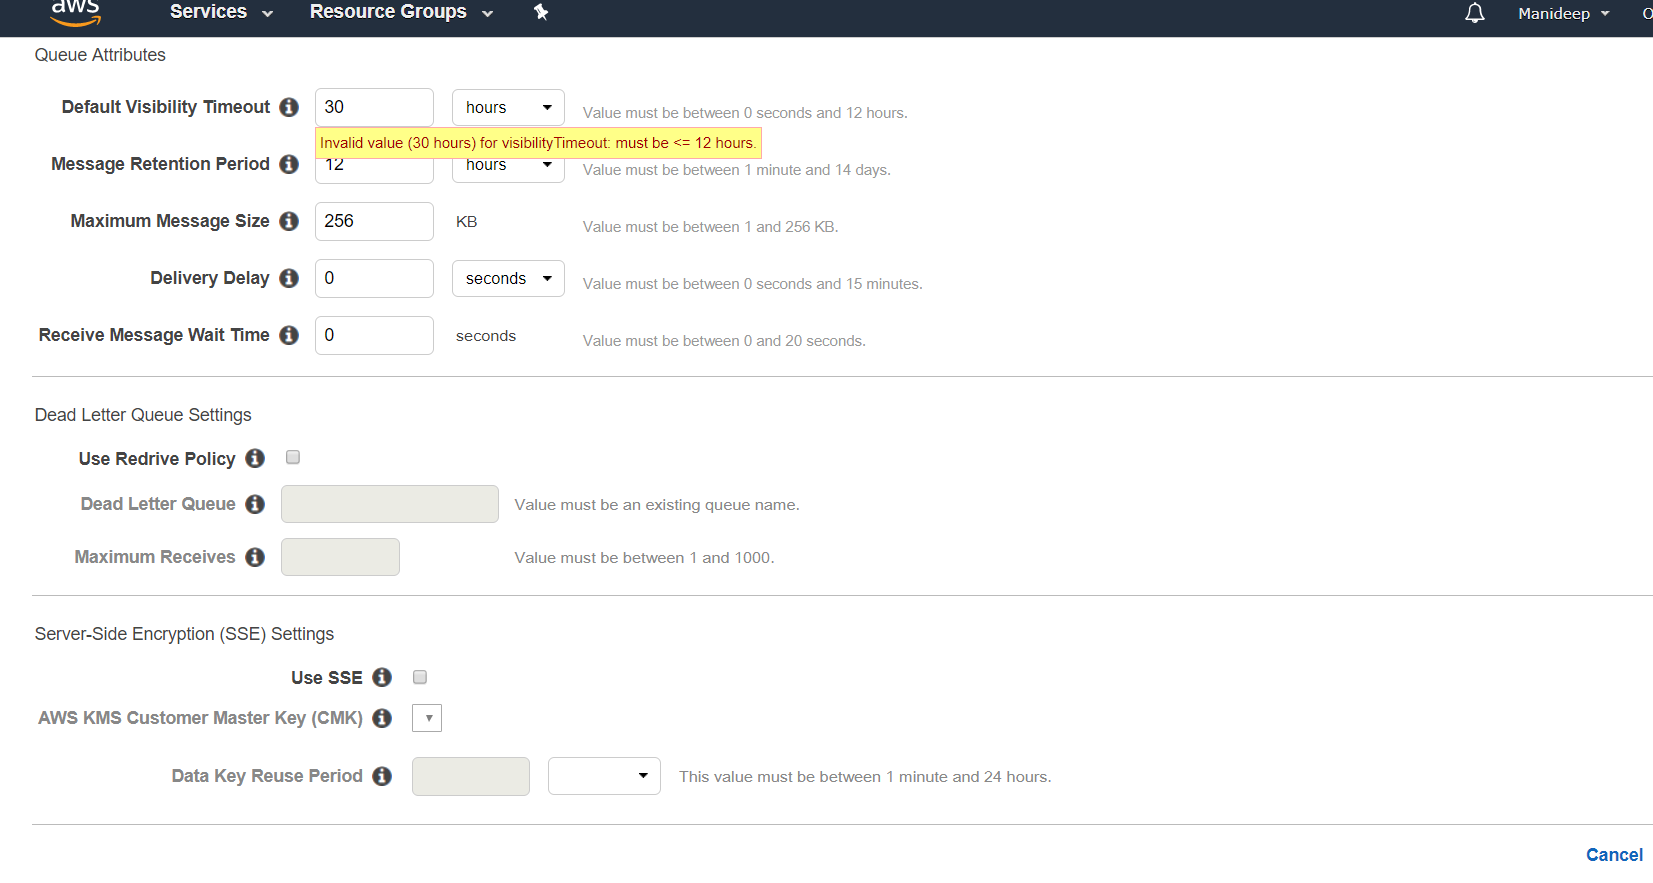 aws Services Resource Groups Manideep
Queue Attributes
Default Visibility Timeout 30 hours Value must be between 0 seconds and 12 hours.
Invalid value (30 hours) for visibilityTimeout: must be <= 12 hours.
Message Retention Period 12 hours Value must be between 1 minute and 14 days.
Maximum Message Size 256 KB Value must be between 1 and 256 KB.
Delivery Delay 0 seconds Value must be between 0 seconds and 15 minutes.
Receive Message Wait Time 0 seconds Value must be between 0 and 20 seconds.
Dead Letter Queue Settings
Use Redrive Policy
Dead Letter Queue Value must be an existing queue name.
Maximum Receives Value must be between 1 and 1000.
Server-Side Encryption (SSE) Settings
Use SSE
AWS KMS Customer Master Key (CMK)
Data Key Reuse Period This value must be between 1 minute and 24 hours.
Cancel